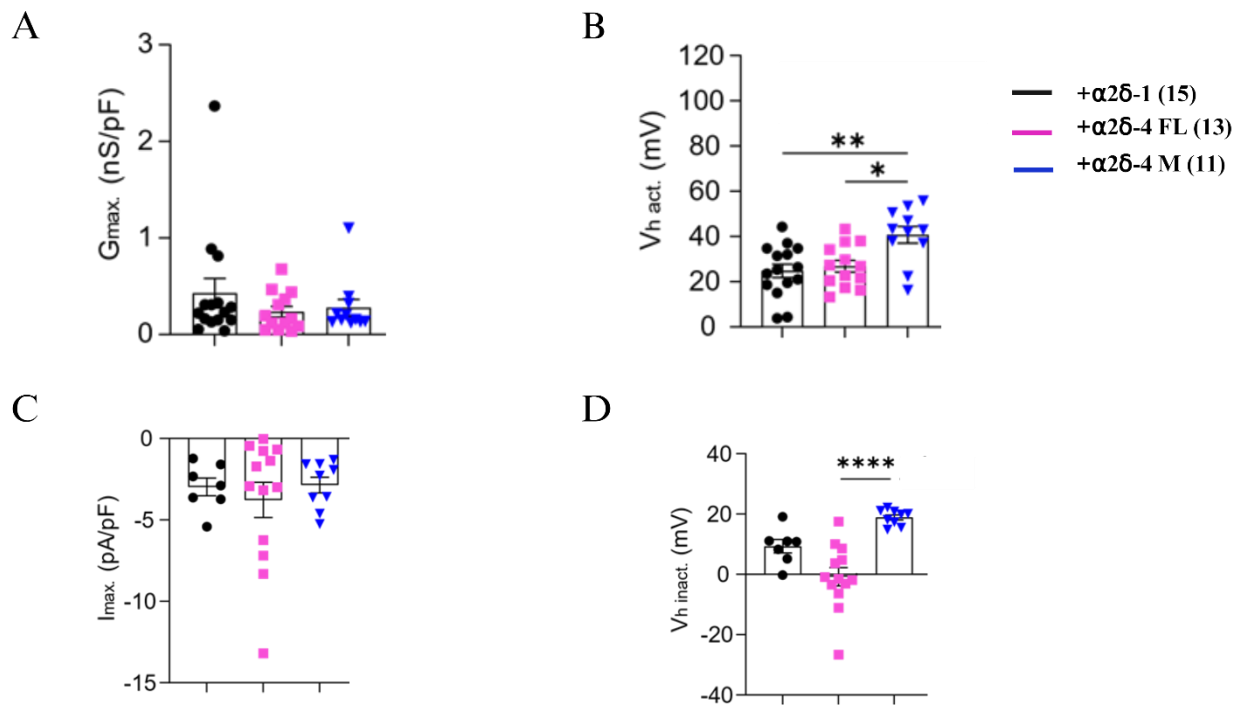 A
3
2
1
0
Gmax. (nS/pF)
B
120
100
80
60
40
20
0
Vh act. (mV)
**
*
+α2δ-1 (15)
+α2δ-4 FL (13)
+α2δ-4 M (11)
C
0
-5
-10
-15
Imax. (pA/pF)
D
40
20
0
-20
-40
Vh inact. (mV)
****